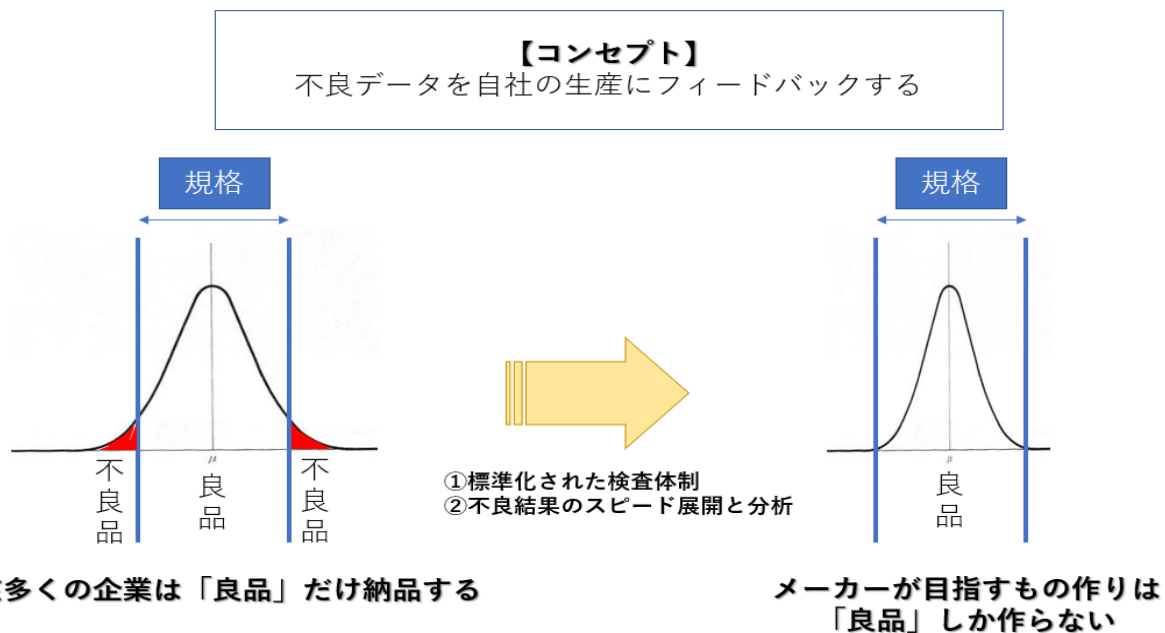 【コンセプト】
不良データを自社の生産にフィードバックする
規格
規格
μ
μ
不良品
良品
不良品
良品
①標準化された検査体制
②不良結果のスピード展開と分析
多くの企業は「良品」だけ納品する
メーカーが目指すもの作りは
「良品」しか作らない